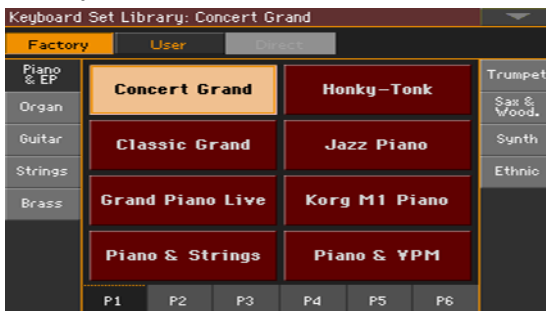 Keyboard Set Library: Concert Grand
Factory User Direct
Piano & EP
Organ
Guitar
Strings
Brass
Concert Grand
Honky-Tonk
Classic Grand
Jazz Piano
Grand Piano Live
Korg M1 Piano
Piano & Strings
Piano & VPM
Trumpet
Sax & Wood.
Synth
Ethnic
P1 P2 P3 P4 P5 P6